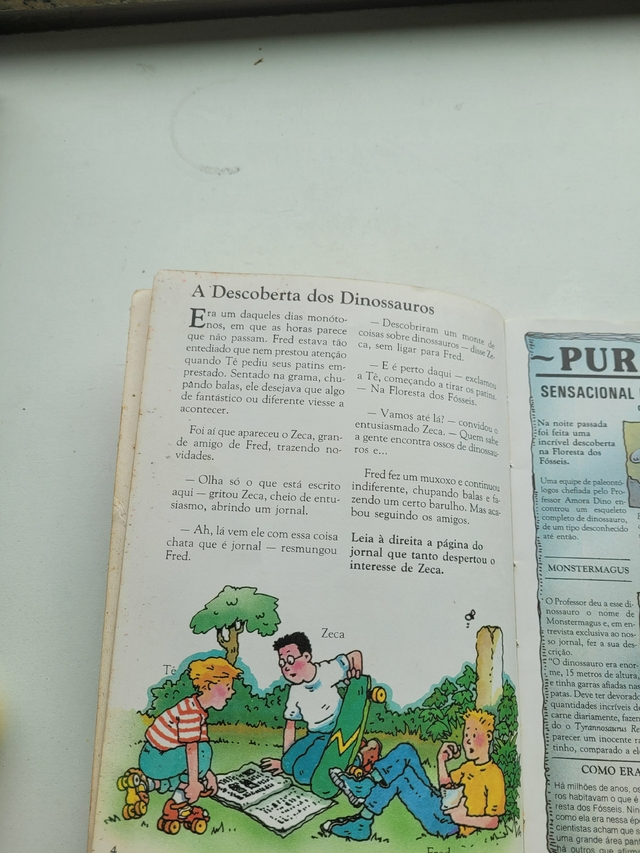 A Descoberta dos Dinossauros
Era um daqueles dias monóto-
nos, em que as horas parece
que não passam. Fred estava tão
entediado que nem prestou atenção
quando Tê pediu seus patins em-
prestado. Sentado na grama, chu-
pando balas, ele desejava que algo
de fantástico ou diferente viesse a
acontecer.
Foi aí que apareceu o Zeca, gran-
de amigo de Fred, trazendo no-
vidades.
— Olha só o que está escrito
aqui — gritou Zeca, cheio de entu-
siasmo, abrindo um jornal.
— Ah, lá vem ele com essa coisa
chata que é jornal — resmungou
Fred.
— Descobriram um monte de
coisas sobre dinossauros — disse Ze-
ca, sem ligar para Fred.
— E é perto daqui — exclamou
a Tê, começando a tirar os patins.
— Na Floresta dos Fósseis.
— Vamos até lá? — convidou o
entusiasmado Zeca. — Quem sabe
a gente encontra ossos de dinossau-
ros e...
Fred fez um muxoxo e continuou
indiferente, chupando balas e fa-
zendo um certo barulho. Mas aca-
bou seguindo os amigos.
Leia à direita a página do
jornal que tanto despertou o
interesse de Zeca.
Zeca
Tê
Fred
4
~PUR
SENSACIONAL
Na noite passada
foi feita uma
incrível descoberta
na Floresta dos
Fósseis.
Uma equipe de paleontó-
logos chefiada pelo Pro-
fessor Amora Dino en-
controu um esqueleto
completo de dinossauro,
de um tipo desconhecido
até então.
MONSTERMAGUS
O Professor deu a esse di-
nossauro o nome de
Monstermagus e, em en-
trevista exclusiva ao nos-
so jornal, fez a sua des-
crição.
"O dinossauro era enor-
me, 15 metros de altura,
e tinha garras afiadas nas
patas. Deve ter devorado
quantidades incríveis de
carne diariamente, fazen-
do o Tyrannosaurus Re
parecer um inocente ra-
tinho, comparado a el
COMO ERA
Há milhões de anos, os
ros habitavam o que é
resta dos Fósseis. Nin
como ela era nessa épo
cientistas acham que s
uma grande área pan
há outros que afirm